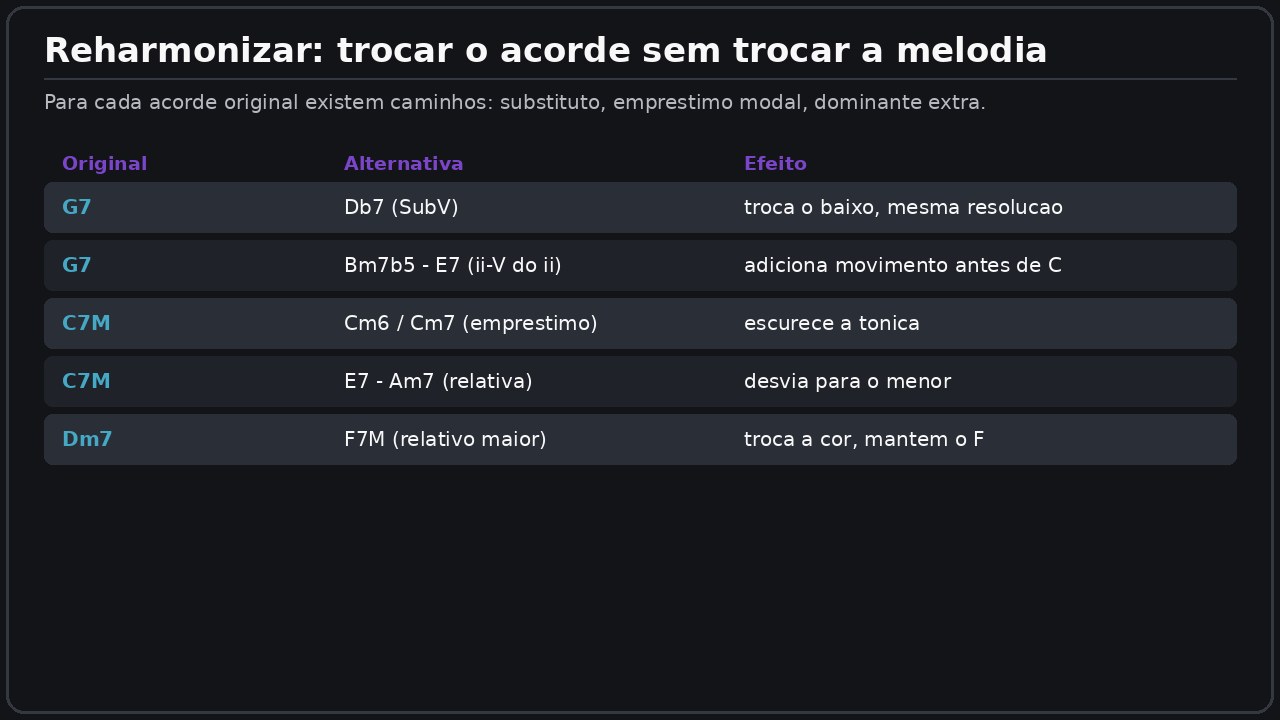 Reharmonizar: trocar o acorde sem trocar a melodia
Para cada acorde original existem caminhos: substituto, emprestimo modal, dominante extra.
Original Alternativa Efeito
G7 Db7 (SubV) troca o baixo, mesma resolucao
G7 Bm7b5 - E7 (ii-V do ii) adiciona movimento antes de C
C7M Cm6 / Cm7 (emprestimo) escurece a tonica
C7M E7 - Am7 (relativa) desvia para o menor
Dm7 F7M (relativo maior) troca a cor, mantem o F